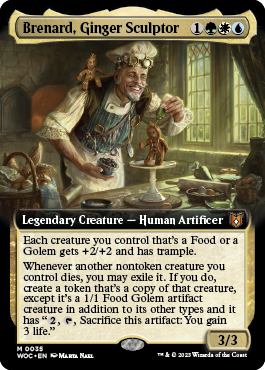 Brenard, Ginger Sculptor 1
Legendary Creature — Human Artificer
Each creature you control that's a Food or a
Golem gets +2/+2 and has trample.
Whenever another nontoken creature you
control dies, you may exile it. If you do,
create a token that's a copy of that creature,
except it's a 1/1 Food Golem artifact
creature in addition to its other types and it
has “2, , Sacrifice this artifact: You gain
3 life.”
3/3
M 0035
WOC • EN Marta Nael
™ & © 2023 Wizards of the Coast